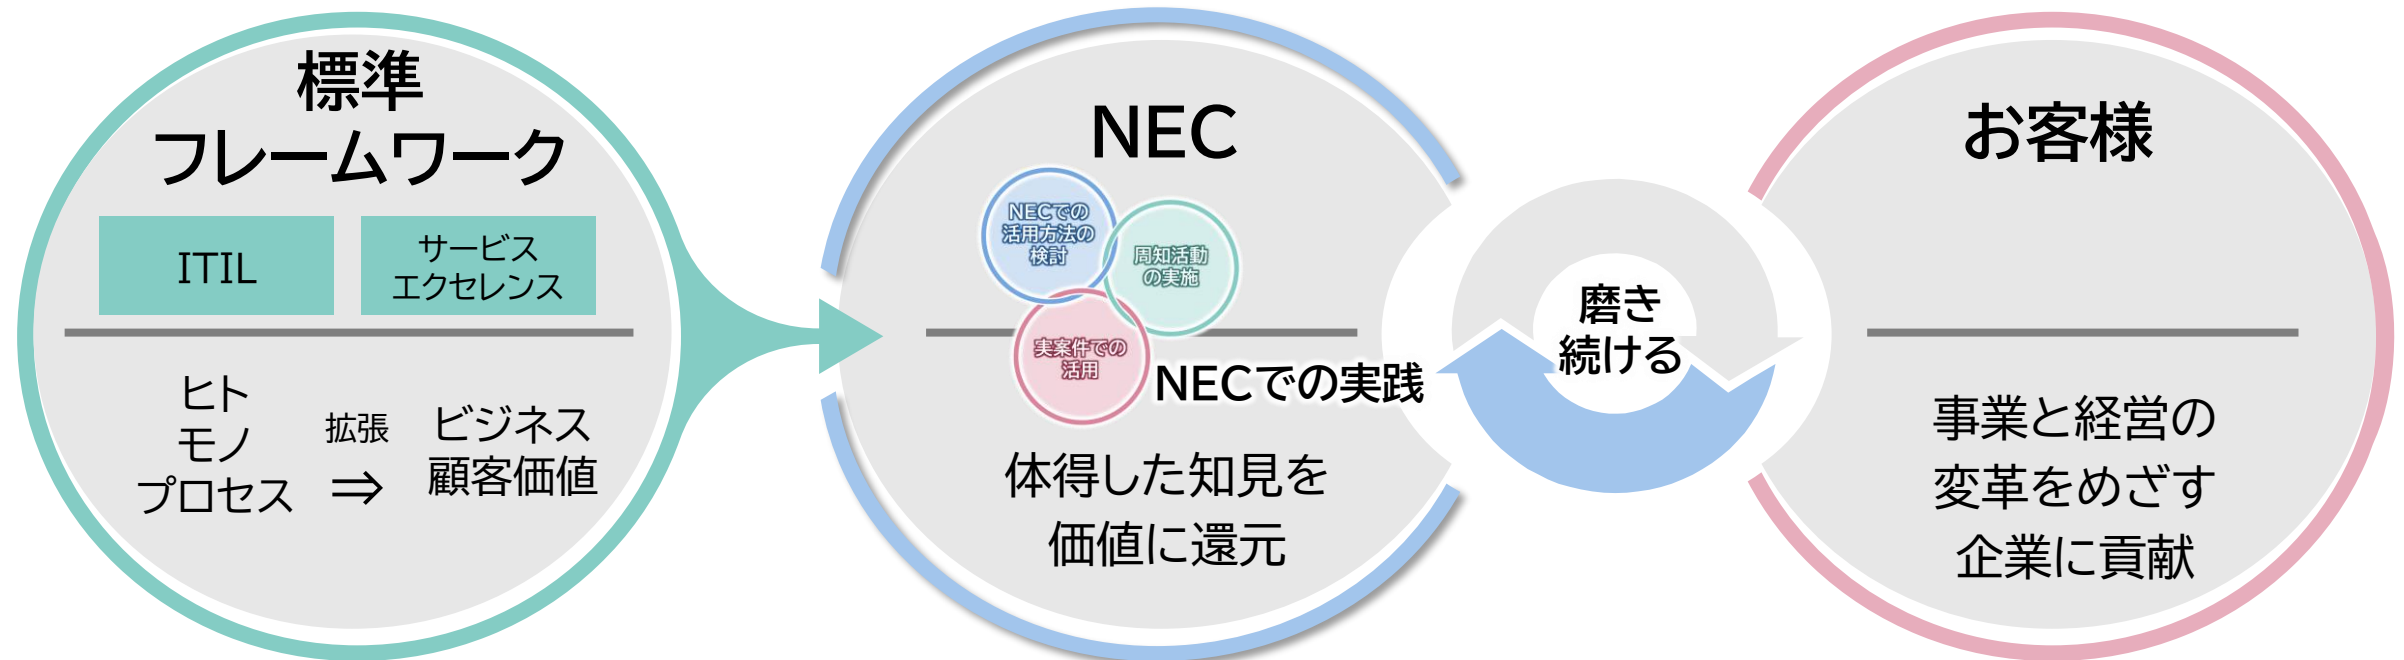 標準
フレームワーク
ITIL
サービス
エクセレンス
ヒト
モノ
プロセス
拡張
⇒
ビジネス
顧客価値
NEC
NECでの
活用方法の
検討
周知活動
の実施
実案件での
活用
NECでの実践
体得した知見を
価値に還元
磨き
続ける
お客様
事業と経営の
変革をめざす
企業に貢献